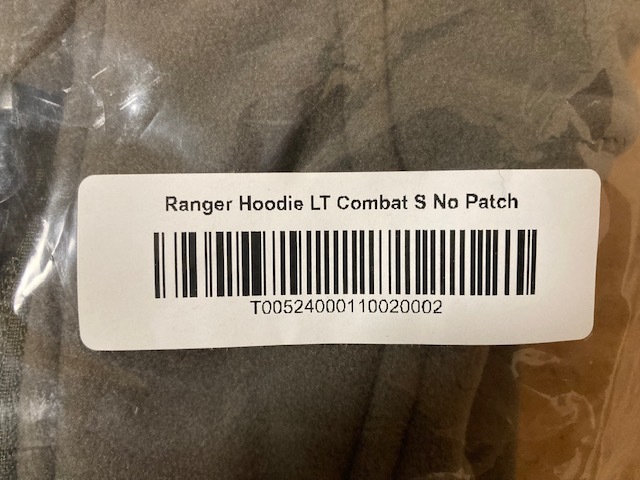 Ranger Hoodie LT Combat S No Patch
T00524000110020002